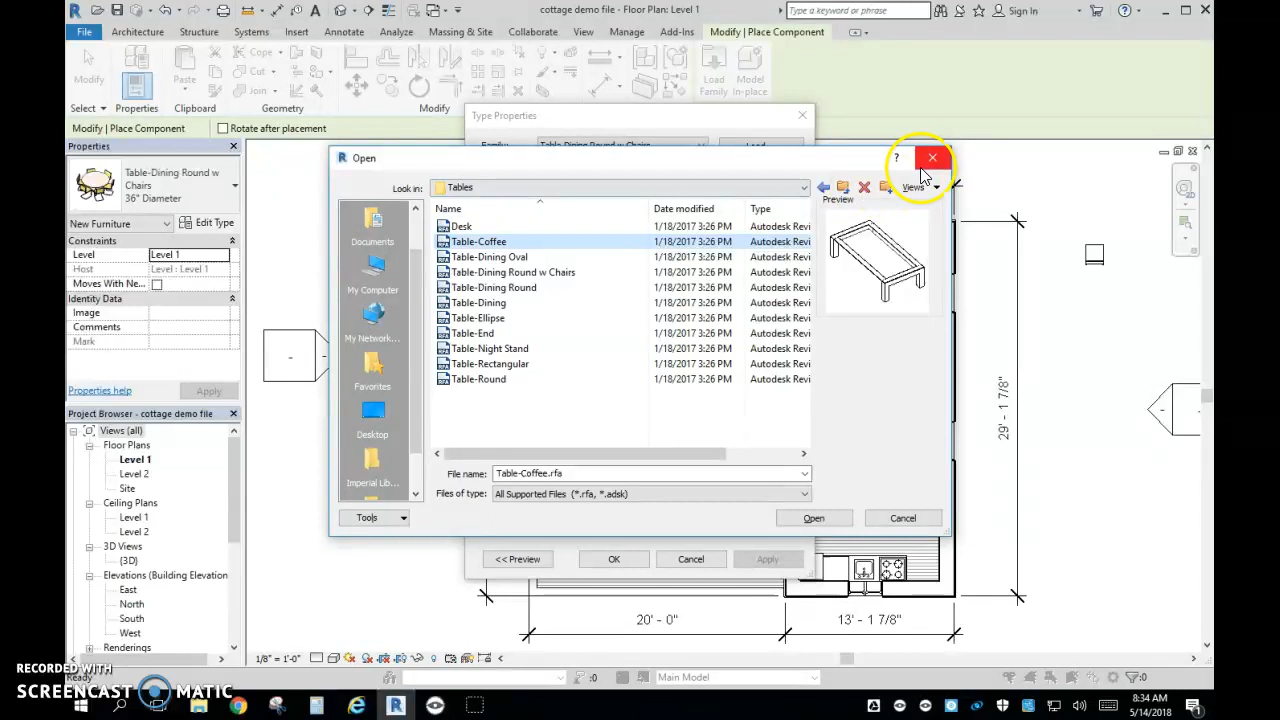 cottage demo file - Floor Plan: Level 1
Type a keyword or phrase
Sign In
File
Architecture
Structure
Systems
Insert
Annotate
Analyze
Massing & Site
Collaborate
View
Manage
Add-Ins
Modify | Place Component
Modify
Paste
Cope
Cut
Join
Load
Family
Model
In-place
Select
Properties
Clipboard
Geometry
Modify
Modify | Place Component
Rotate after placement
Properties
Table-Dining Round w
Chairs
36" Diameter
New Furniture
Edit Type
Constraints
Level
Level 1
Host
Level : Level 1
Moves With Ne...
Identity Data
Image
Comments
Mark
Properties help
Apply
Project Browser - cottage demo file
Views (all)
Floor Plans
Level 1
Level 2
Site
Ceiling Plans
Level 1
Level 2
3D Views
{3D}
Elevations (Building Elevation
East
North
South
West
Renderings
Type Properties
Open
?
Look in:
Tables
Views
Documents
My Computer
My Network...
Favorites
Desktop
Imperial Lib...
Name
Date modified
Type
Desk 1/18/2017 3:26 PM Autodesk Revi
Table-Coffee 1/18/2017 3:26 PM Autodesk Revi
Table-Dining Oval 1/18/2017 3:26 PM Autodesk Revi
Table-Dining Round w Chairs 1/18/2017 3:26 PM Autodesk Revi
Table-Dining Round 1/18/2017 3:26 PM Autodesk Revi
Table-Dining 1/18/2017 3:26 PM Autodesk Revi
Table-Ellipse 1/18/2017 3:26 PM Autodesk Revi
Table-End 1/18/2017 3:26 PM Autodesk Revi
Table-Night Stand 1/18/2017 3:26 PM Autodesk Revi
Table-Rectangular 1/18/2017 3:26 PM Autodesk Revi
Table-Round 1/18/2017 3:26 PM Autodesk Revi
Preview
File name:
Table-Coffee.rfa
Files of type:
All Supported Files (*.rfa, *.adsk)
Tools
Open
Cancel
<< Preview
OK
Cancel
Apply
29' - 1 7/8"
20' - 0"
13' - 1 7/8"
1/8" = 1'-0"
Ready
:0
Main Model
:0
RECORDED WITH
SCREENCAST MATIC
8:34 AM
5/14/2018